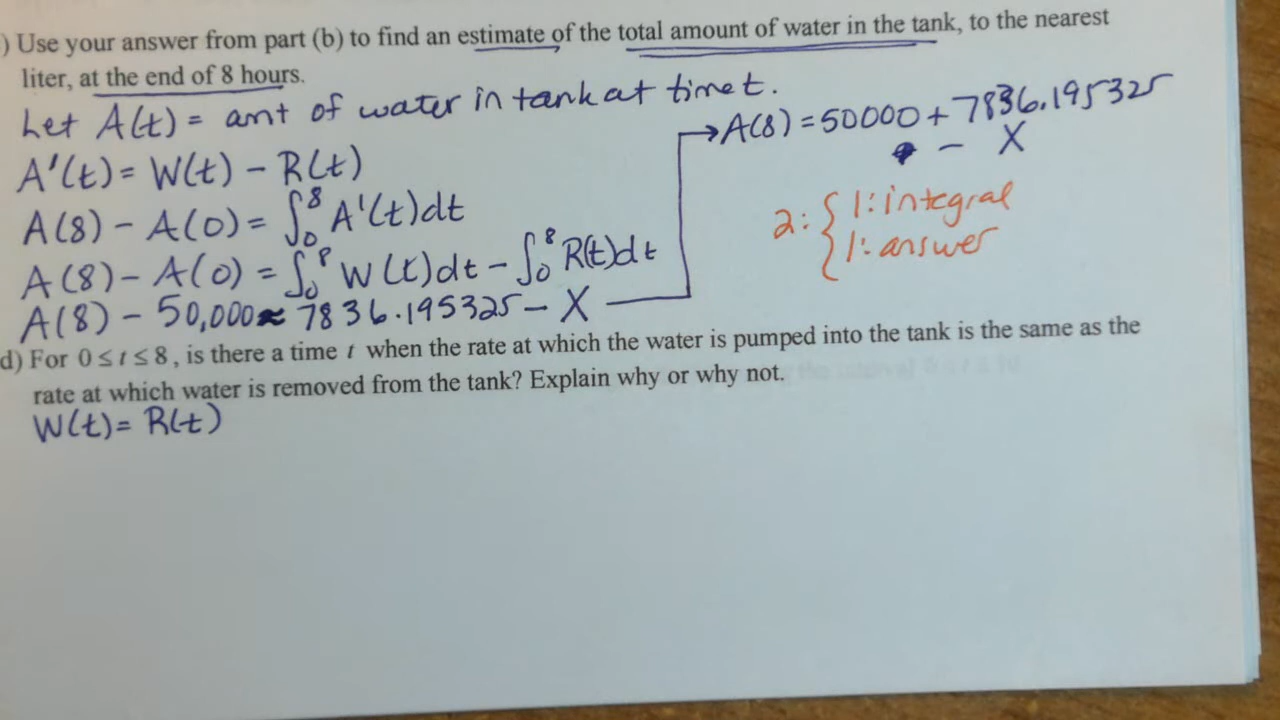 ) Use your answer from part (b) to find an estimate of the total amount of water in the tank, to the nearest
liter, at the end of 8 hours.
Let A(t) = amt of water in tank at time t.
A'(t) = W(t) - R(t)
A(8) - A(0) = ∫₀⁸ A'(t)dt
A(8) - A(0) = ∫₀⁸ W(t)dt - ∫₀⁸ R(t)dt
A(8) - 50,000 ≈ 7836.195325 - X
→ A(8) = 50000 + 7836.195325
- X
2: { 1: integral
1: answer
d) For 0 ≤ t ≤ 8, is there a time t when the rate at which the water is pumped into the tank is the same as the
rate at which water is removed from the tank? Explain why or why not.
W(t) = R(t)